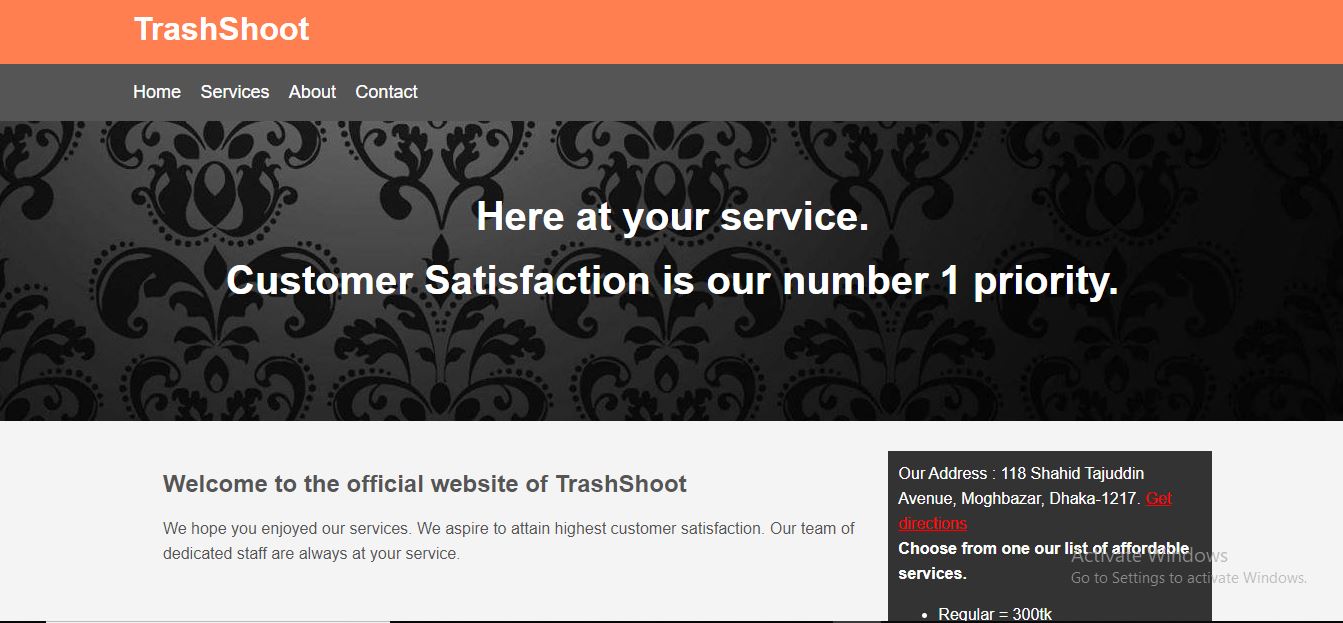 TrashShoot
Home Services About Contact
Here at your service.
Customer Satisfaction is our number 1 priority.
Welcome to the official website of TrashShoot
We hope you enjoyed our services. We aspire to attain highest customer satisfaction. Our team of
dedicated staff are always at your service.
Our Address : 118 Shahid Tajuddin
Avenue, Moghbazar, Dhaka-1217. Get
directions
Choose from one our list of affordable
services.
Regular = 300tk
Activate Windows
Go to Settings to activate Windows.